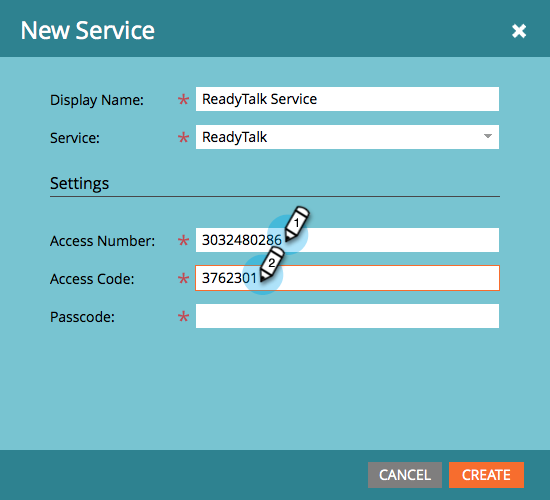 New Service
Display Name: * ReadyTalk Service
Service: * ReadyTalk
Settings
Access Number: * 3032480286 1
Access Code: * 3762301 2
Passcode: *
CANCEL CREATE